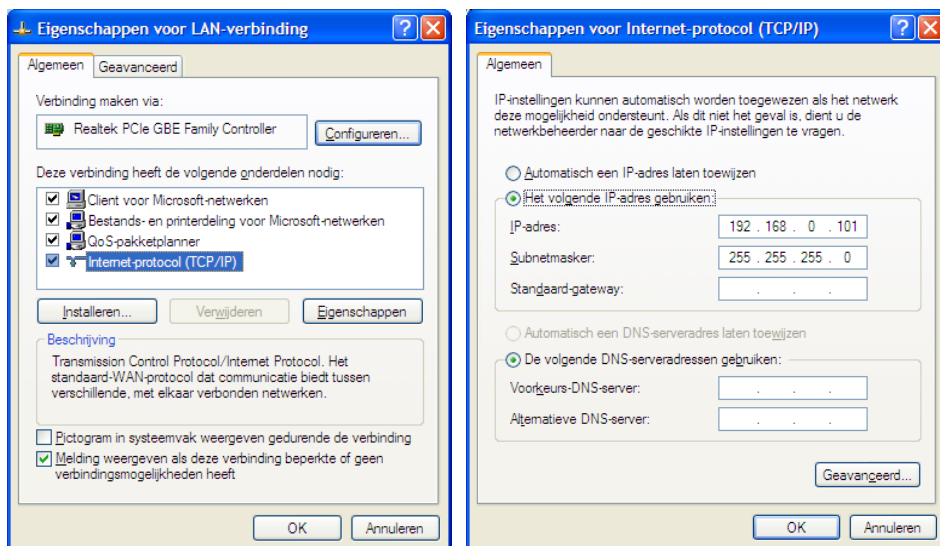 Eigenschappen voor LAN-verbinding
Algemeen
Geavanceerd
Verbinding maken via:
Realtek PCIe GBE Family Controller
Configureren...
Deze verbinding heeft de volgende onderdelen nodig:
Client voor Microsoft-netwerken
Bestands- en printerdeling voor Microsoft-netwerken
QoS-pakketplanner
Internet-protocol (TCP/IP)
Installeren...
Verwijderen
Eigenschappen
Beschrijving
Transmission Control Protocol/Internet Protocol. Het
standaard-WAN-protocol dat communicatie biedt tussen
verschillende, met elkaar verbonden netwerken.
Pictogram in systeemvak weergeven gedurende de verbinding
Melding weergeven als deze verbinding beperkte of geen
verbindingsmogelijkheden heeft
OK
Annuleren
Eigenschappen voor Internet-protocol (TCP/IP)
Algemeen
IP-instellingen kunnen automatisch worden toegewezen als het netwerk
deze mogelijkheid ondersteunt. Als dit niet het geval is, dient u de
netwerkbeheerder naar de geschikte IP-instellingen te vragen.
Automatisch een IP-adres laten toewijzen
Het volgende IP-adres gebruiken:
IP-adres: 192 . 168 . 0 . 101
Subnetmasker: 255 . 255 . 255 . 0
Standaard-gateway: . . .
Automatisch een DNS-serveradres laten toewijzen
De volgende DNS-serveradressen gebruiken:
Voorkeurs-DNS-server: . . .
Alternatieve DNS-server: . . .
Geavanceerd...
OK
Annuleren